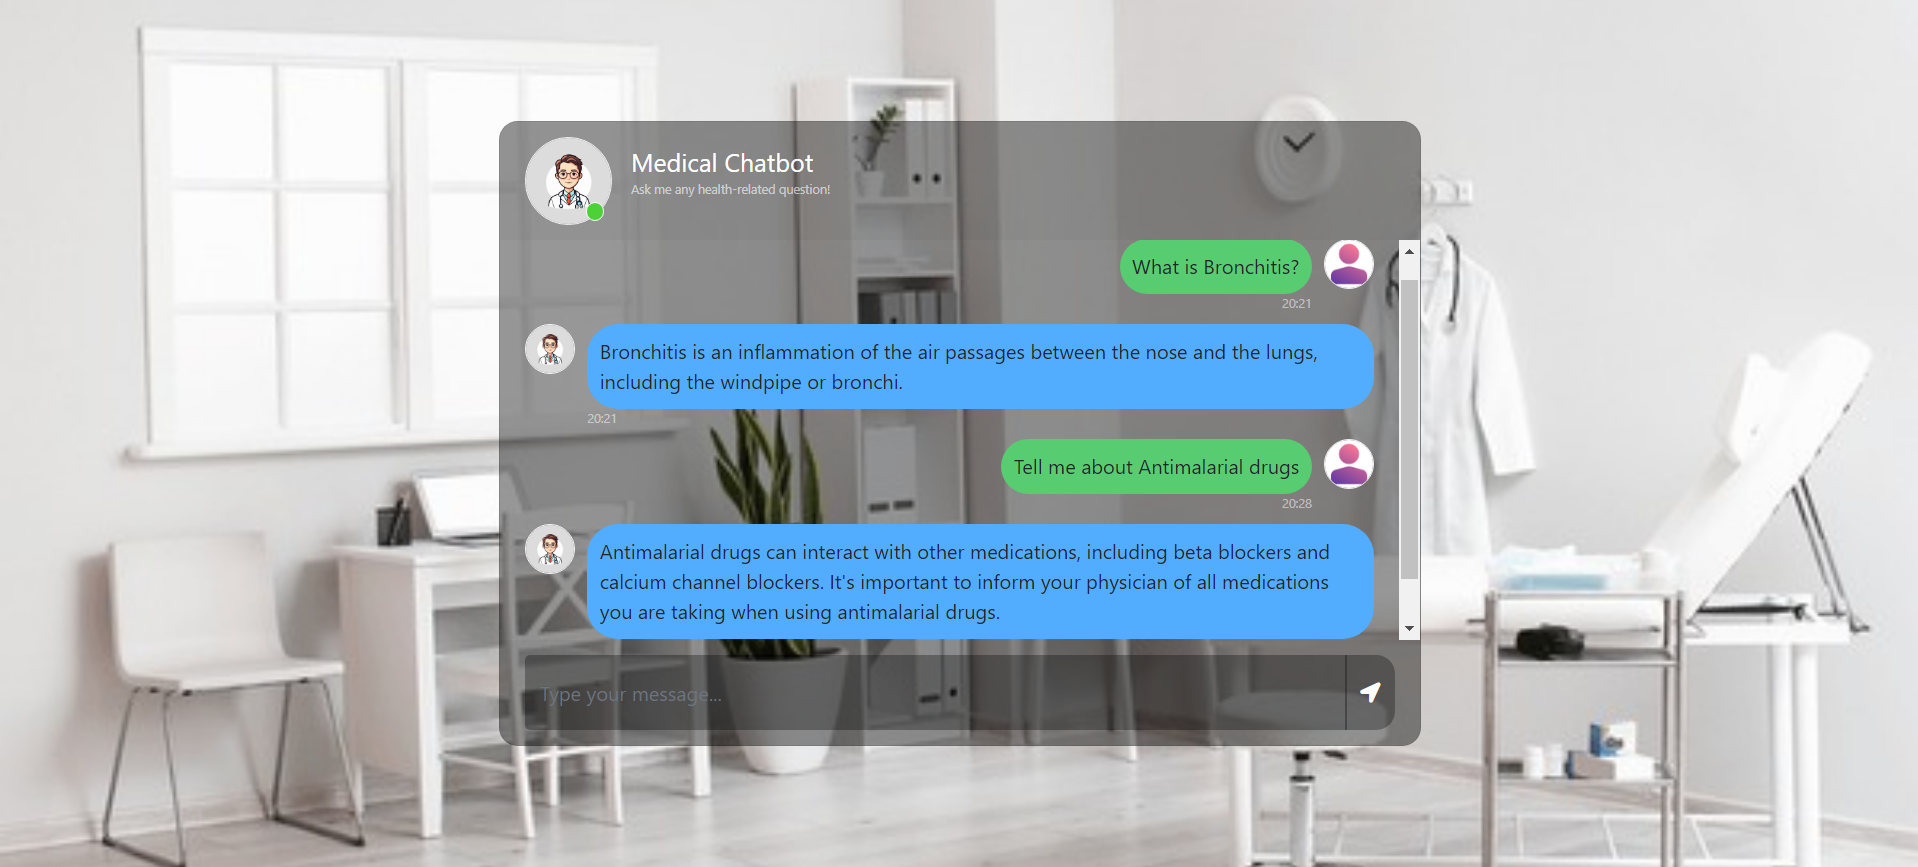 Medical Chatbot
Ask me any health-related question!
What is Bronchitis?
20:21
Bronchitis is an inflammation of the air passages between the nose and the lungs,
including the windpipe or bronchi.
20:21
Tell me about Antimalarial drugs
20:28
Antimalarial drugs can interact with other medications, including beta blockers and
calcium channel blockers. It's important to inform your physician of all medications
you are taking when using antimalarial drugs.
Type your message...